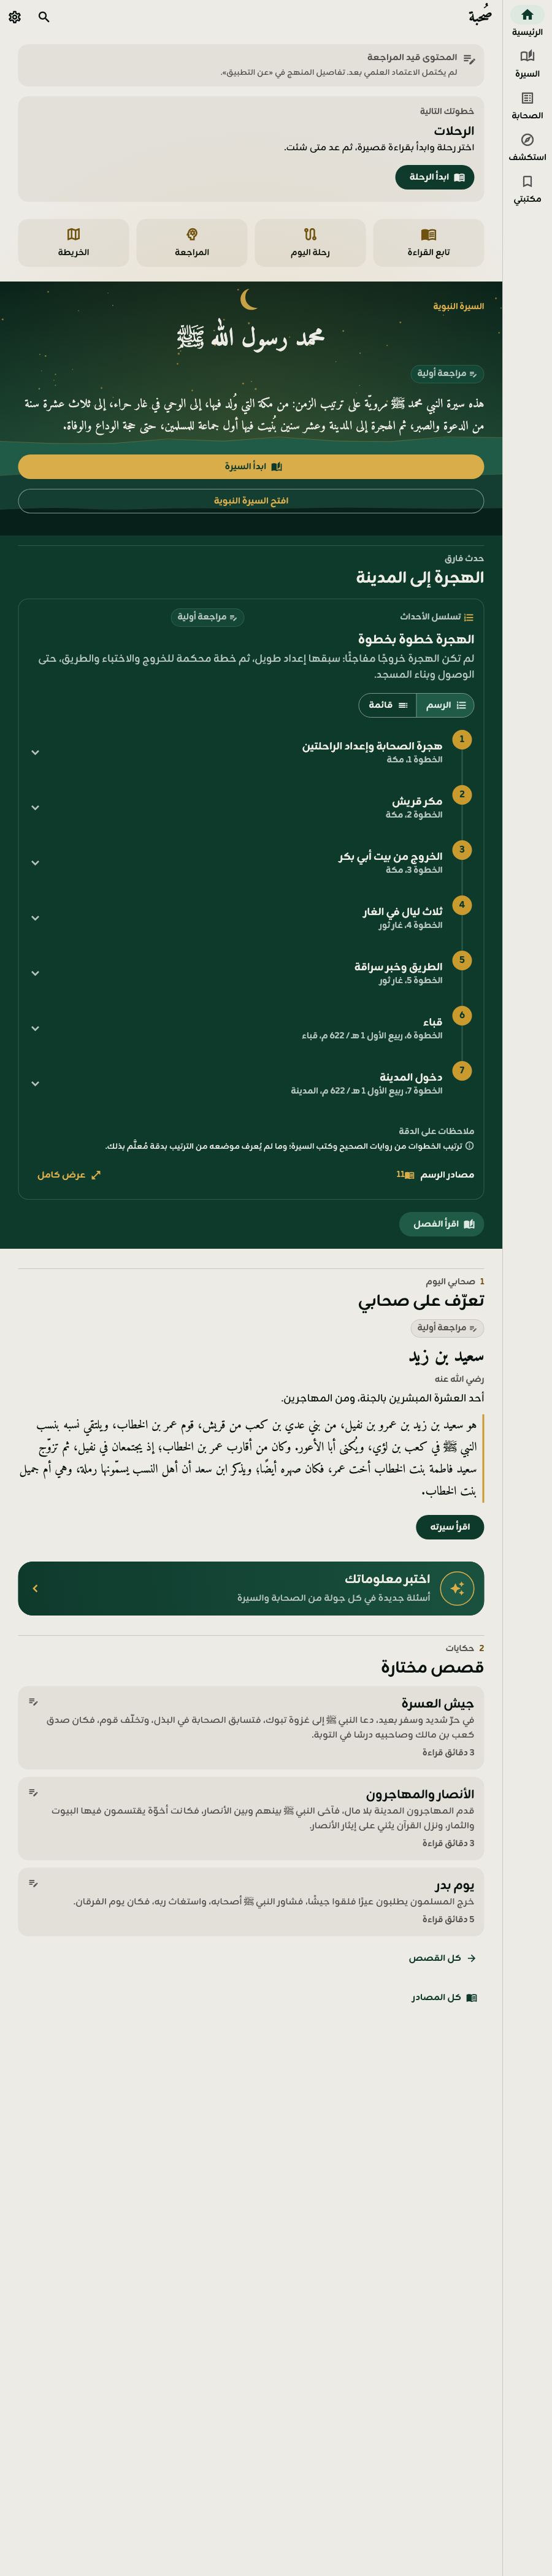 صُحبة
الرئيسية
السيرة
الصحابة
استكشف
مكتبتي
المحتوى قيد المراجعة
لم يكتمل الاعتماد العلمي بعد. تفاصيل المنهج في «عن التطبيق».
خطوتك التالية
الرحلات
اختر رحلة وابدأ بقراءة قصيرة، ثم عد متى شئت.
ابدأ الرحلة
تابع القراءة
رحلة اليوم
المراجعة
الخريطة
السيرة النبوية
محمد رسول الله ﷺ
مراجعة أولية
هذه سيرة النبي محمد ﷺ مرويّة على ترتيب الزمن: من مكة التي وُلد فيها، إلى الوحي في غار حراء، إلى ثلاث عشرة سنة
من الدعوة والصبر، ثم الهجرة إلى المدينة وعشر سنين بُنيت فيها أول جماعة للمسلمين، حتى حجة الوداع والوفاة.
ابدأ السيرة
افتح السيرة النبوية
حدث فارق
الهجرة إلى المدينة
تسلسل الأحداث
مراجعة أولية
الهجرة خطوة بخطوة
لم تكن الهجرة خروجًا مفاجئًا: سبقها إعداد طويل، ثم خطة محكمة للخروج والاختباء والطريق، حتى
الوصول وبناء المسجد.
الرسم
قائمة
1
هجرة الصحابة وإعداد الراحلتين
الخطوة 1، مكة
2
مكر قريش
الخطوة 2، مكة
3
الخروج من بيت أبي بكر
الخطوة 3، مكة
4
ثلاث ليال في الغار
الخطوة 4، غار ثور
5
الطريق وخبر سراقة
الخطوة 5، غار ثور
6
قباء
الخطوة 6، ربيع الأول 1 هـ / 622 م، قباء
7
دخول المدينة
الخطوة 7، ربيع الأول 1 هـ / 622 م، المدينة
ملاحظات على الدقة
ترتيب الخطوات من روايات الصحيح وكتب السيرة؛ وما لم يُعرف موضعه من الترتيب بدقة مُعلَّم بذلك.
مصادر الرسم
11
عرض كامل
اقرأ الفصل
1 صحابي اليوم
تعرّف على صحابي
مراجعة أولية
سعيد بن زيد
رضي الله عنه
أحد العشرة المبشرين بالجنة، ومن المهاجرين.
هو سعيد بن زيد بن عمرو بن نفيل، من بني عدي بن كعب من قريش، قوم عمر بن الخطاب، ويلتقي نسبه بنسب
النبي ﷺ في كعب بن لؤي، ويُكنى أبا الأعور، وكان من أقارب عمر بن الخطاب؛ إذ يجتمعان في نفيل، ثم تزوّج
سعيد فاطمة بنت الخطاب أخت عمر، فكان صهره أيضًا؛ ويذكر ابن سعد أن أهل النسب يسمّونها رملة، وهي أم جميل
بنت الخطاب.
اقرأ سيرته
اختبر معلوماتك
أسئلة جديدة في كل جولة من الصحابة والسيرة
2 حكايات
قصص مختارة
جيش العسرة
في حرّ شديد وسفر بعيد، دعا النبي ﷺ إلى غزوة تبوك، فتسابق الصحابة في البذل، وتخلّف قوم، فكان صدق
كعب بن مالك وصاحبيه درسًا في التوبة.
3 دقائق قراءة
الأنصار والمهاجرون
قدم المهاجرون المدينة بلا مال، فآخى النبي ﷺ بينهم وبين الأنصار، فكانت أخوّة يقتسمون فيها البيوت
والثمار، ونزل القرآن يثني على إيثار الأنصار.
3 دقائق قراءة
يوم بدر
خرج المسلمون يطلبون عيرًا فلقوا جيشًا، فشاور النبي ﷺ أصحابه، واستغاث ربه، فكان يوم الفرقان.
5 دقائق قراءة
كل القصص
كل المصادر